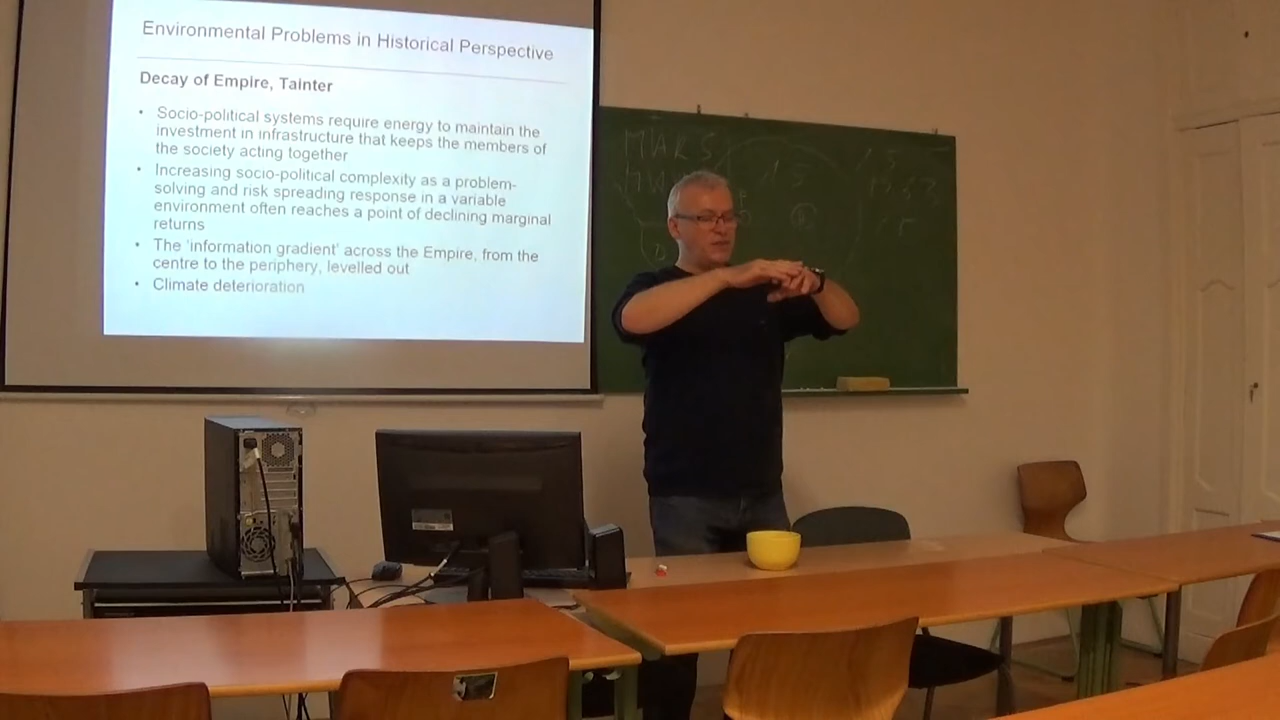 Environmental Problems in Historical Perspective
Decay of Empire, Tainter
• Socio-political systems require energy to maintain the
investment in infrastructure that keeps the members of
the society acting together
• Increasing socio-political complexity as a problem-
solving and risk spreading response in a variable
environment often reaches a point of declining marginal
returns
• The 'information gradient' across the Empire, from the
centre to the periphery, levelled out
• Climate deterioration
MARS
15